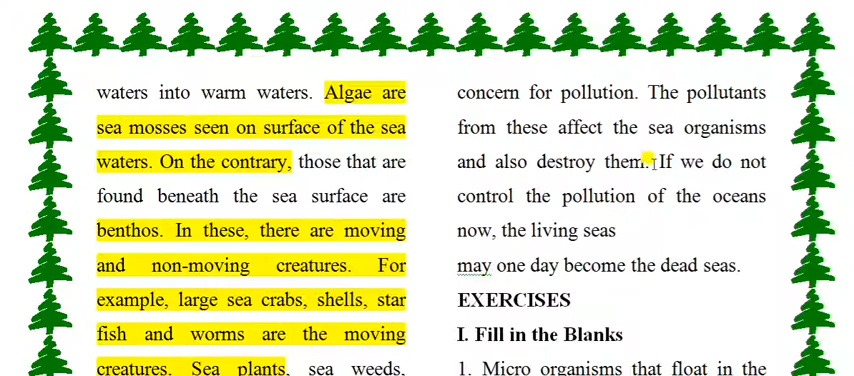 waters into warm waters. Algae are
sea mosses seen on surface of the sea
waters. On the contrary, those that are
found beneath the sea surface are
benthos. In these, there are moving
and non-moving creatures. For
example, large sea crabs, shells, star
fish and worms are the moving
creatures. Sea plants, sea weeds,
concern for pollution. The pollutants
from these affect the sea organisms
and also destroy them. If we do not
control the pollution of the oceans
now, the living seas
may one day become the dead seas.
EXERCISES
I. Fill in the Blanks
1. Micro organisms that float in the